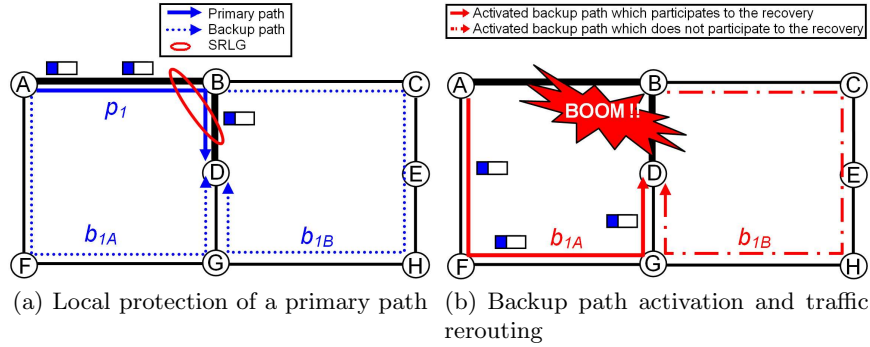 Primary path
Backup path
SRLG
A
B
C
p1
D
E
b1A
b1B
F
G
H
(a) Local protection of a primary path
Activated backup path which participates to the recovery
Activated backup path which does not participate to the recovery
A
B
C
BOOM !!
D
E
b1A
b1B
F
G
H
(b) Backup path activation and traffic
rerouting